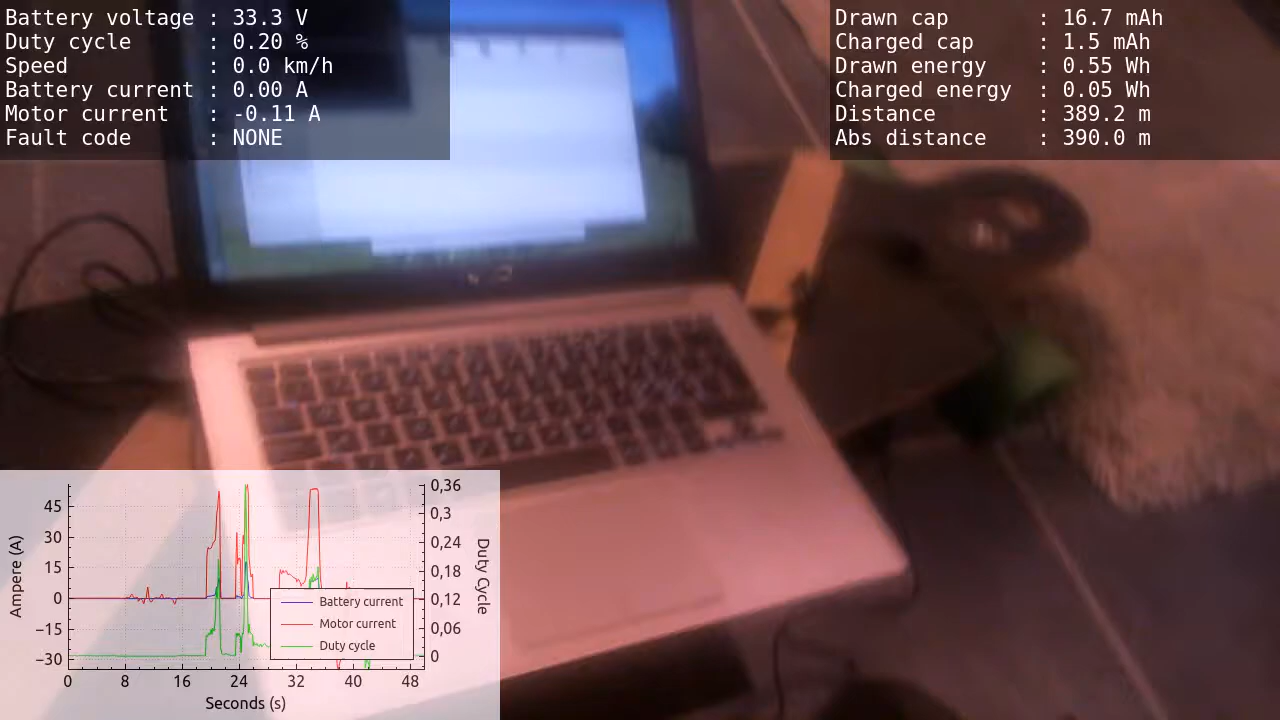 Battery voltage : 33.3 V
Duty cycle : 0.20 %
Speed : 0.0 km/h
Battery current : 0.00 A
Motor current : -0.11 A
Fault code : NONE
Drawn cap : 16.7 mAh
Charged cap : 1.5 mAh
Drawn energy : 0.55 Wh
Charged energy : 0.05 Wh
Distance : 389.2 m
Abs distance : 390.0 m
Ampere (A)
45
30
15
0
−15
−30
0,36
0,3
0,24
0,18
0,12
0,06
0
Duty Cycle
Battery current
Motor current
Duty cycle
0 8 16 24 32 40 48
Seconds (s)